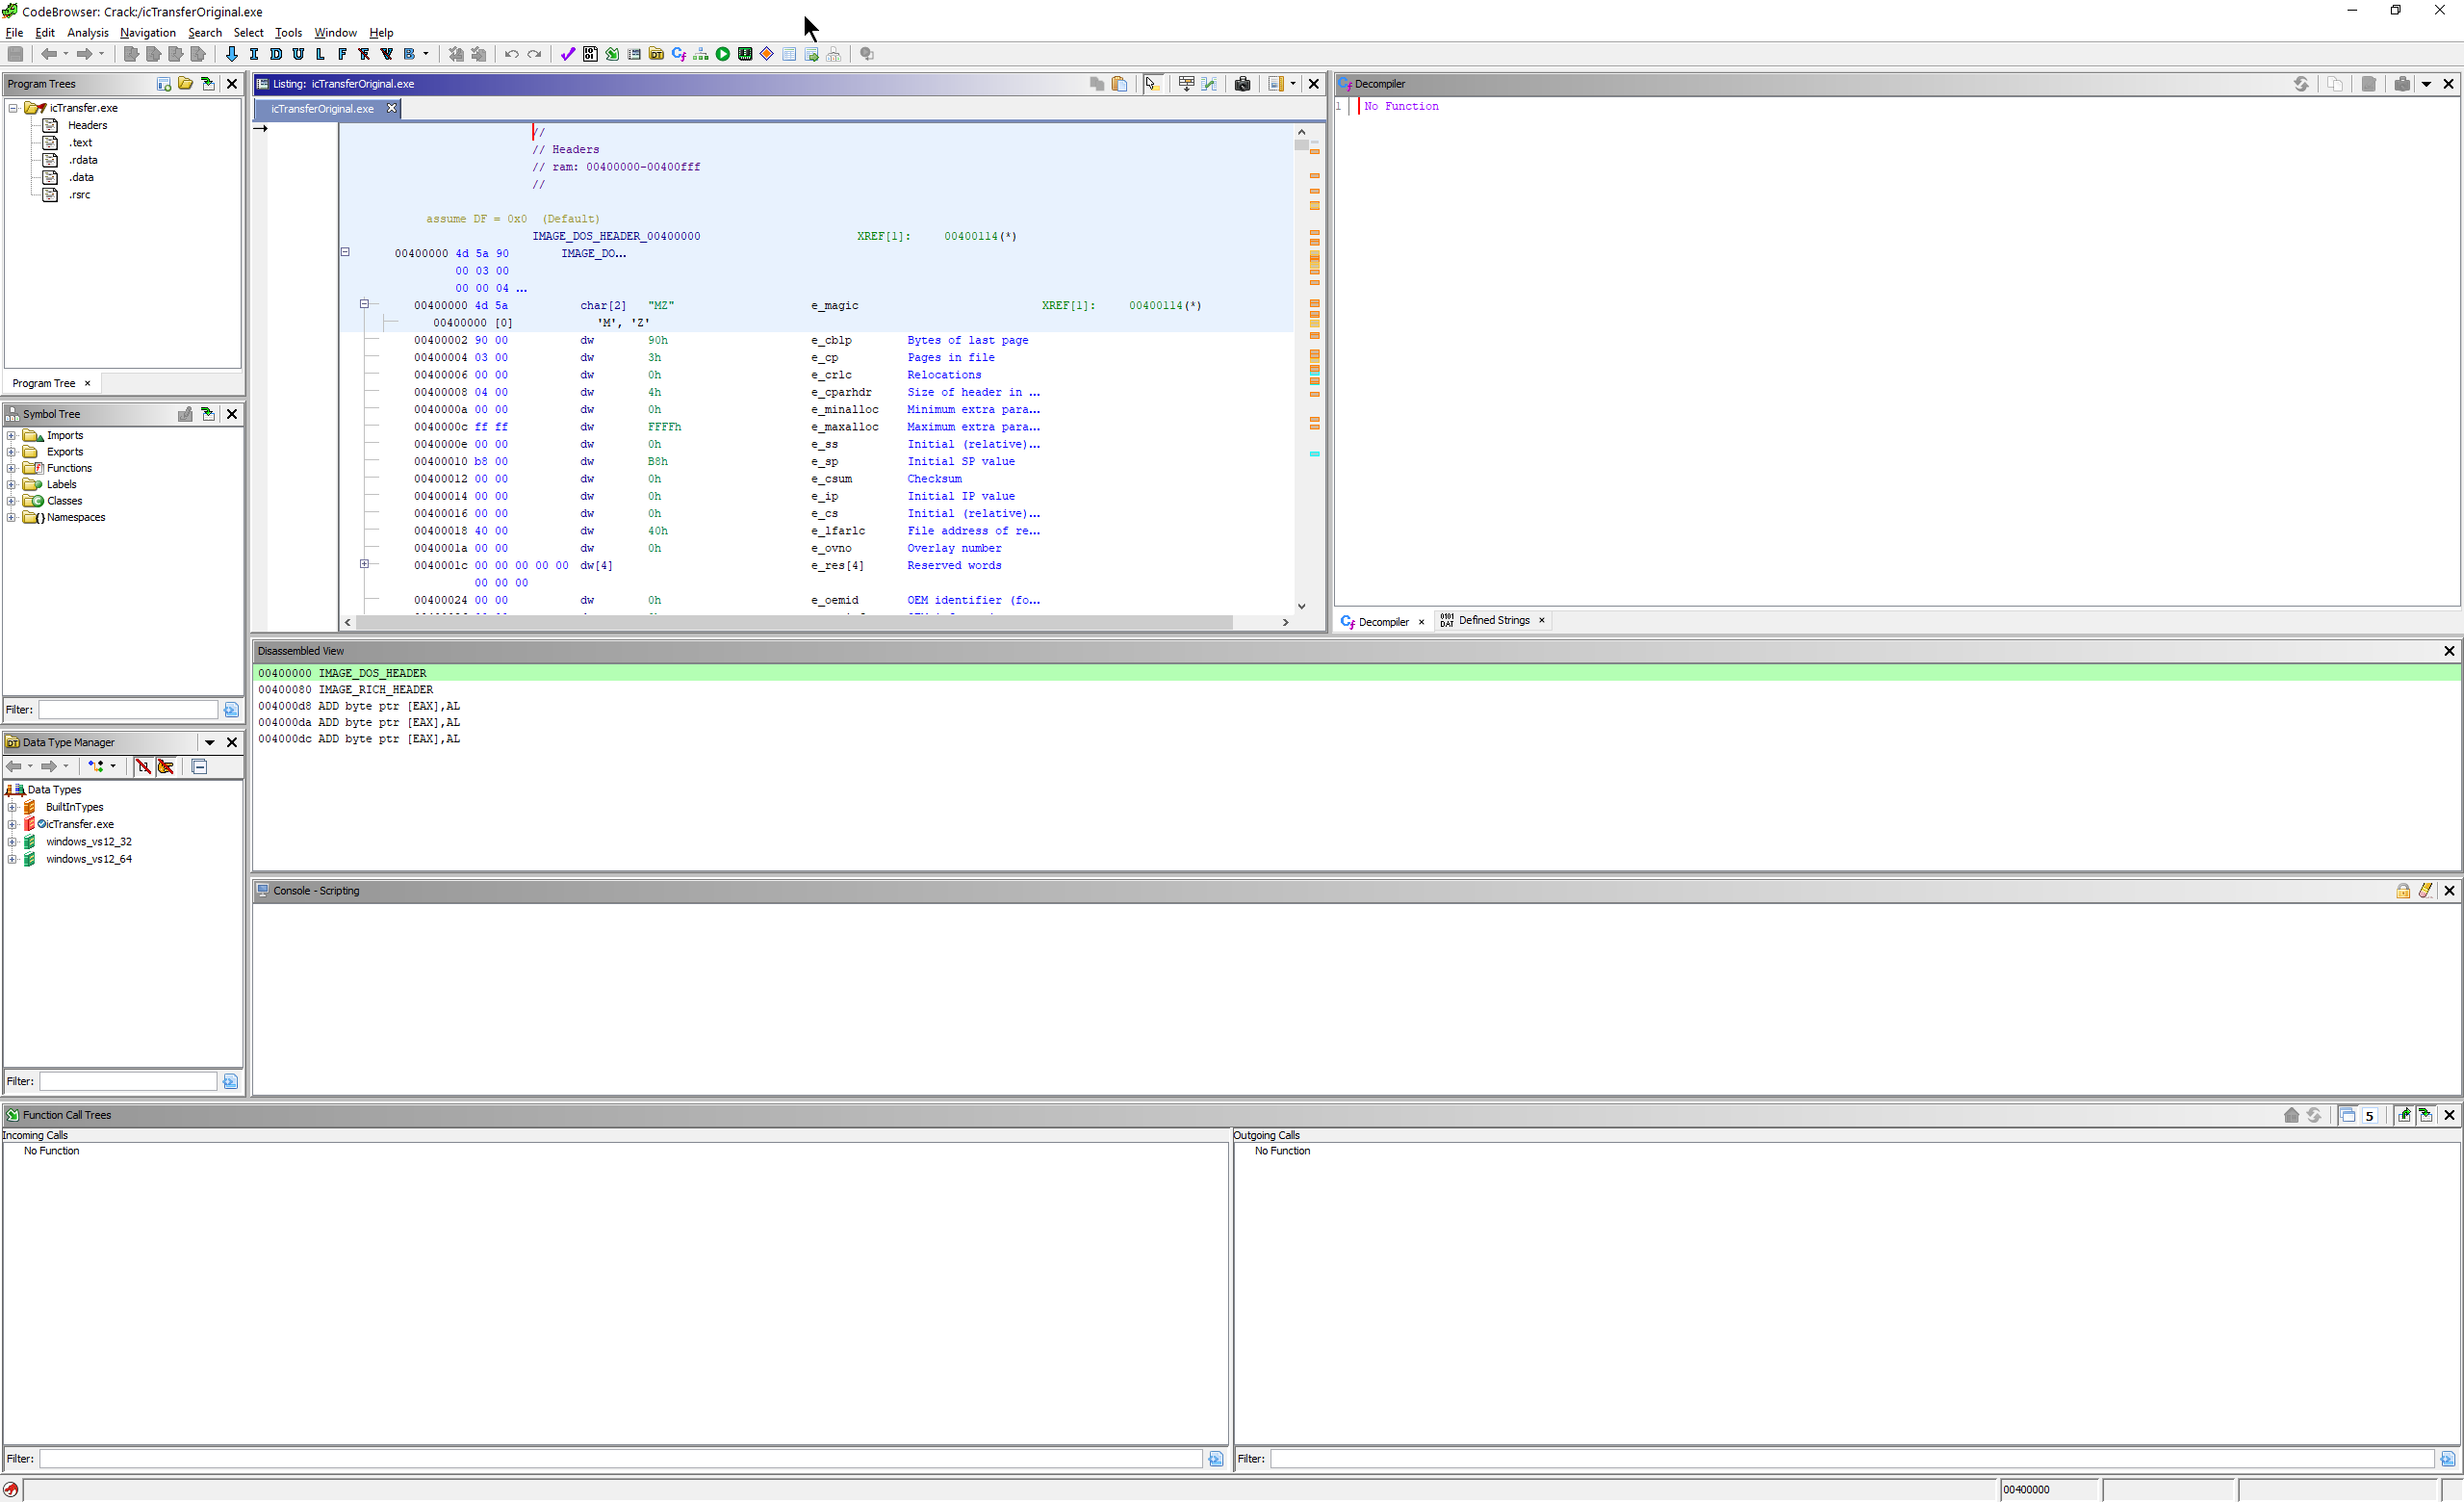 CodeBrowser: Crack:/icTransferOriginal.exe
File Edit Analysis Navigation Search Select Tools Window Help
I D U L F F V B
Program Trees
icTransfer.exe
Headers
.text
.rdata
.data
.rsrc
Program Tree
Symbol Tree
Imports
Exports
Functions
Labels
Classes
Namespaces
Filter:
Data Type Manager
Data Types
BuiltInTypes
icTransfer.exe
windows_vs12_32
windows_vs12_64
Filter:
Listing: icTransferOriginal.exe
icTransferOriginal.exe
//
// Headers
// ram: 00400000-00400fff
//
assume DF = 0x0 (Default)
IMAGE_DOS_HEADER_00400000 XREF[1]: 00400114(*)
00400000 4d 5a 90 IMAGE_DO...
00 03 00
00 00 04 ...
00400000 4d 5a char[2] "MZ" e_magic XREF[1]: 00400114(*)
00400000 [0] 'M', 'Z'
00400002 90 00 dw 90h e_cblp Bytes of last page
00400004 03 00 dw 3h e_cp Pages in file
00400006 00 00 dw 0h e_crlc Relocations
00400008 04 00 dw 4h e_cparhdr Size of header in ...
0040000a 00 00 dw 0h e_minalloc Minimum extra para...
0040000c ff ff dw FFFFh e_maxalloc Maximum extra para...
0040000e 00 00 dw 0h e_ss Initial (relative)...
00400010 b8 00 dw B8h e_sp Initial SP value
00400012 00 00 dw 0h e_csum Checksum
00400014 00 00 dw 0h e_ip Initial IP value
00400016 00 00 dw 0h e_cs Initial (relative)...
00400018 40 00 dw 40h e_lfarlc File address of re...
0040001a 00 00 dw 0h e_ovno Overlay number
0040001c 00 00 00 00 00 dw[4] e_res[4] Reserved words
00 00 00
00400024 00 00 dw 0h e_oemid OEM identifier (fo...
Decompiler
1 No Function
Decompiler
Defined Strings
Disassembled View
00400000 IMAGE_DOS_HEADER
00400080 IMAGE_RICH_HEADER
004000d8 ADD byte ptr [EAX],AL
004000da ADD byte ptr [EAX],AL
004000dc ADD byte ptr [EAX],AL
Console - Scripting
Function Call Trees
5
Incoming Calls
No Function
Filter:
Outgoing Calls
No Function
Filter:
00400000